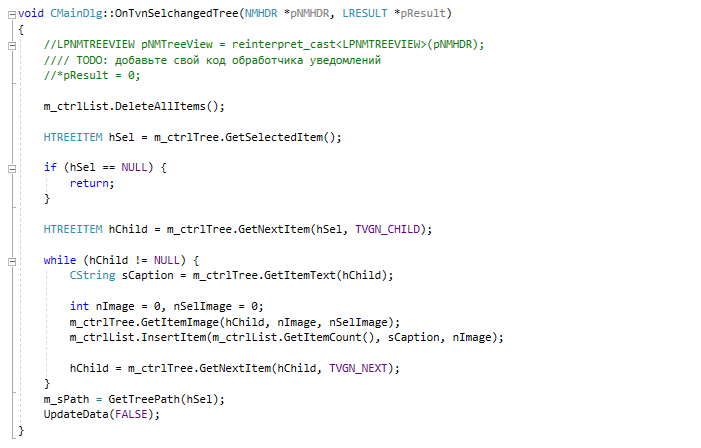 void CMainDlg::OnTvnSelchangedTree(NMHDR *pNMHDR, LRESULT *pResult)
{
//LPNMTREEVIEW pNMTreeView = reinterpret_cast<LPNMTREEVIEW>(pNMHDR);
//// TODO: добавьте свой код обработчика уведомлений
//*pResult = 0;
m_ctrlList.DeleteAllItems();
HTREEITEM hSel = m_ctrlTree.GetSelectedItem();
if (hSel == NULL) {
return;
}
HTREEITEM hChild = m_ctrlTree.GetNextItem(hSel, TVGN_CHILD);
while (hChild != NULL) {
CString sCaption = m_ctrlTree.GetItemText(hChild);
int nImage = 0, nSelImage = 0;
m_ctrlTree.GetItemImage(hChild, nImage, nSelImage);
m_ctrlList.InsertItem(m_ctrlList.GetItemCount(), sCaption, nImage);
hChild = m_ctrlTree.GetNextItem(hChild, TVGN_NEXT);
}
m_sPath = GetTreePath(hSel);
UpdateData(FALSE);
}